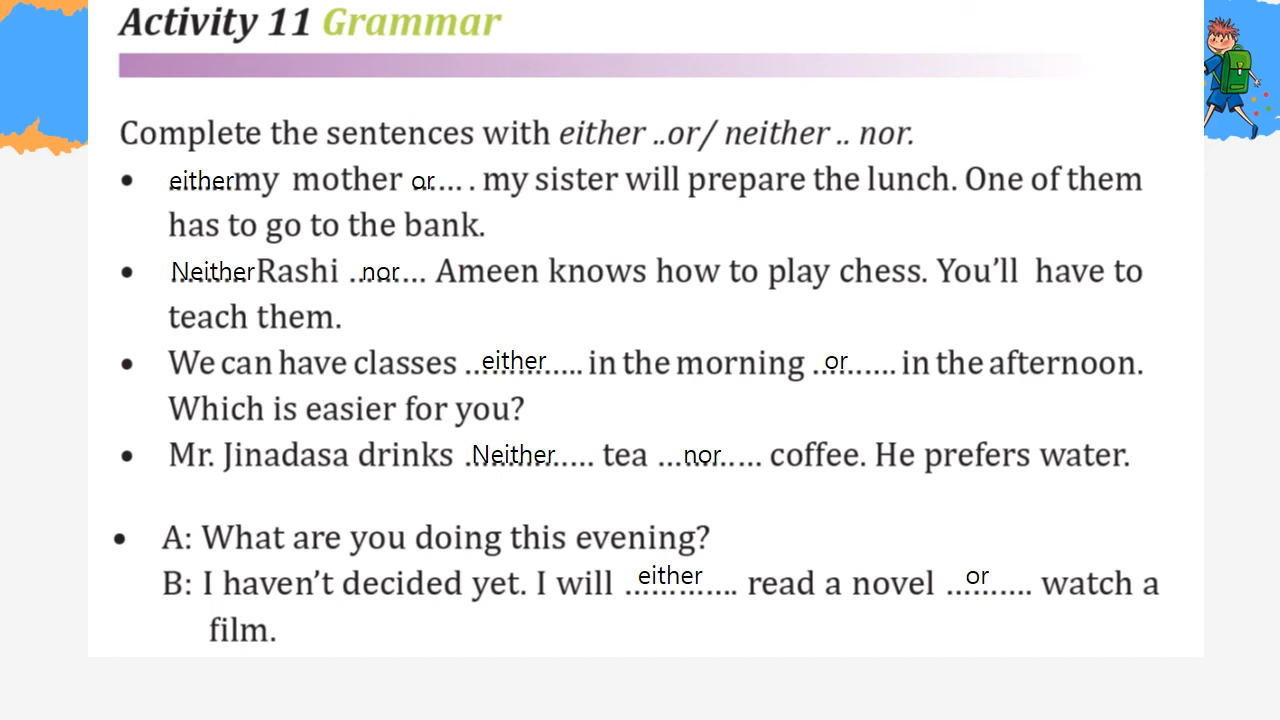 Activity 11 Grammar
Complete the sentences with either ..or/ neither .. nor.
• either my mother or..... . my sister will prepare the lunch. One of them
has to go to the bank.
• Neither Rashi ..nor... Ameen knows how to play chess. You'll have to
teach them.
• We can have classes ...either..... in the morning ..or....... in the afternoon.
Which is easier for you?
• Mr. Jinadasa drinks .Neither..... tea ...nor..... coffee. He prefers water.
• A: What are you doing this evening?
B: I haven't decided yet. I will either............. read a novel or.......... watch a
film.